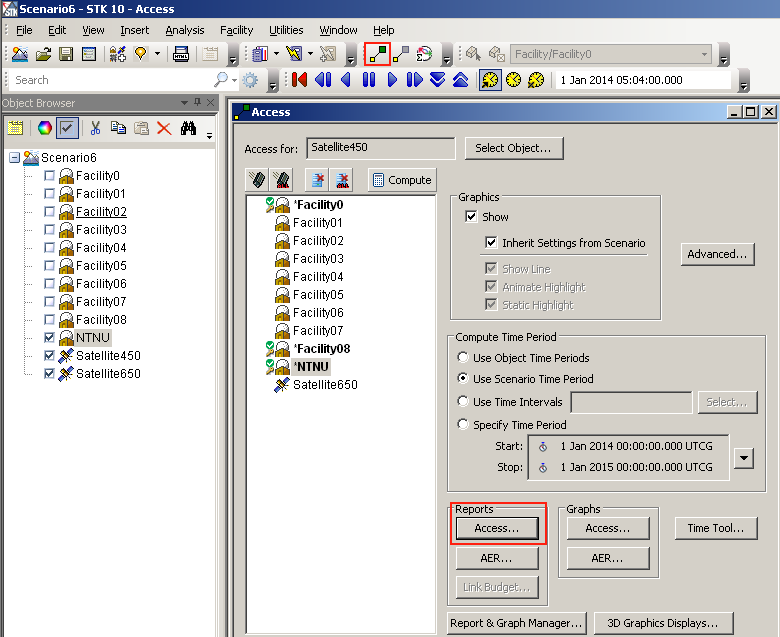 Scenario6 - STK 10 - Access
File Edit View Insert Analysis Facility Utilities Window Help
Facility/Facility0
Search
1 Jan 2014 05:04:00.000
Object Browser
Scenario6
Facility0
Facility01
Facility02
Facility03
Facility04
Facility05
Facility06
Facility07
Facility08
NTNU
Satellite450
Satellite650
Access
Access for: Satellite450 Select Object...
Compute
*Facility0
Facility01
Facility02
Facility03
Facility04
Facility05
Facility06
Facility07
*Facility08
*NTNU
Satellite650
Graphics
Show
Inherit Settings from Scenario
Show Line
Animate Highlight
Static Highlight
Advanced...
Compute Time Period
Use Object Time Periods
Use Scenario Time Period
Use Time Intervals Select...
Specify Time Period
Start: 1 Jan 2014 00:00:00.000 UTCG
Stop: 1 Jan 2015 00:00:00.000 UTCG
Reports
Access...
AER...
Link Budget...
Graphs
Access...
AER...
Time Tool...
Report & Graph Manager... 3D Graphics Displays...